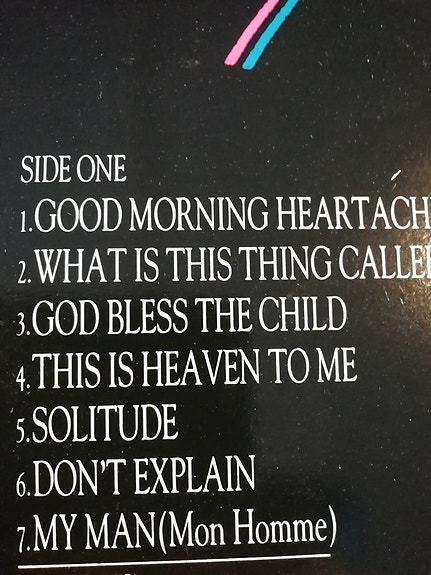 SIDE ONE
1.GOOD MORNING HEARTACH
2.WHAT IS THIS THING CALLE
3.GOD BLESS THE CHILD
4.THIS IS HEAVEN TO ME
5.SOLITUDE
6.DON'T EXPLAIN
7.MY MAN(Mon Homme)